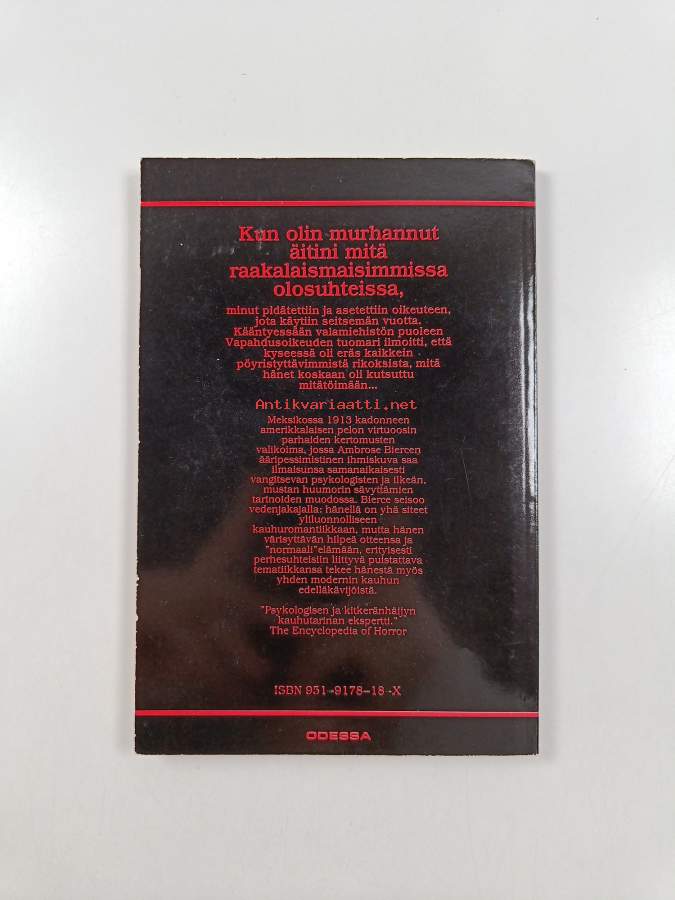 Kun olin murhannut
äitini mitä
raakalaismaisimmissa
olosuhteissa,
minut pidätettiin ja asetettiin oikeuteen,
jota käytiin seitsemän vuotta.
Kääntyessään valamiehistön puoleen
Vapahdusoikeuden tuomari ilmoitti, että
kyseessä oli eräs kaikkein
pöyristyttävimmistä rikoksista, mitä
hänet koskaan oli kutsuttu
mitätöimään...
Antikvariaatti.net
Meksikossa 1913 kadonneen
amerikkalaisen pelon virtuoosin
parhaiden kertomusten
valikoima, jossa Ambrose Biercen
ääripessimistinen ihmiskuva saa
ilmaisunsa samanaikaisesti
vangitsevan psykologisten ja ilkeän,
mustan huumorin sävyttämien
tarinoiden muodossa. Bierce seisoo
vedenjakajalla: hänellä on yhä siteet
yliluonnolliseen
kauhuromantiikkaan, mutta hänen
värisyttävän hilpeä otteensa ja
"normaali"elämään, erityisesti
perhesuhteisiin liittyvä puistattava
tematiikkansa tekee hänestä myös
yhden modernin kauhun
edelläkävijöistä.
"Psykologisen ja kitkeränhäijyn
kauhutarinan ekspertti."
The Encyclopedia of Horror
ISBN 951-9178-18-X
ODESSA